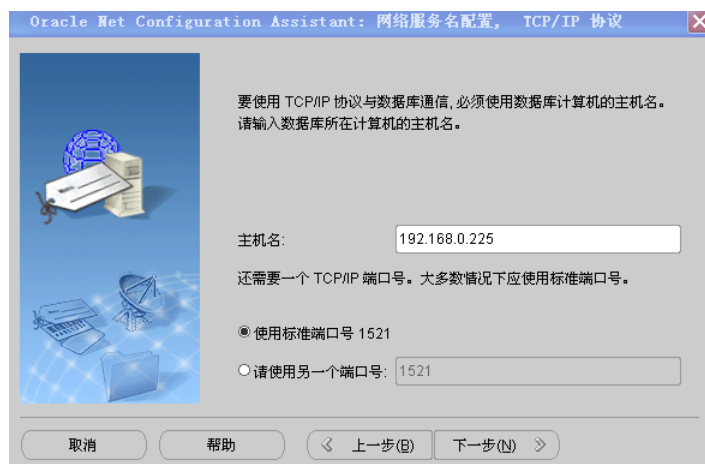 Oracle Net Configuration Assistant: 网络服务名配置, TCP/IP 协议
要使用 TCP/IP 协议与数据库通信,必须使用数据库计算机的主机名。
请输入数据库所在计算机的主机名。
主机名: 192.168.0.225
还需要一个 TCP/IP 端口号。大多数情况下应使用标准端口号。
使用标准端口号 1521
请使用另一个端口号: 1521
取消 帮助 上一步(B) 下一步(N)